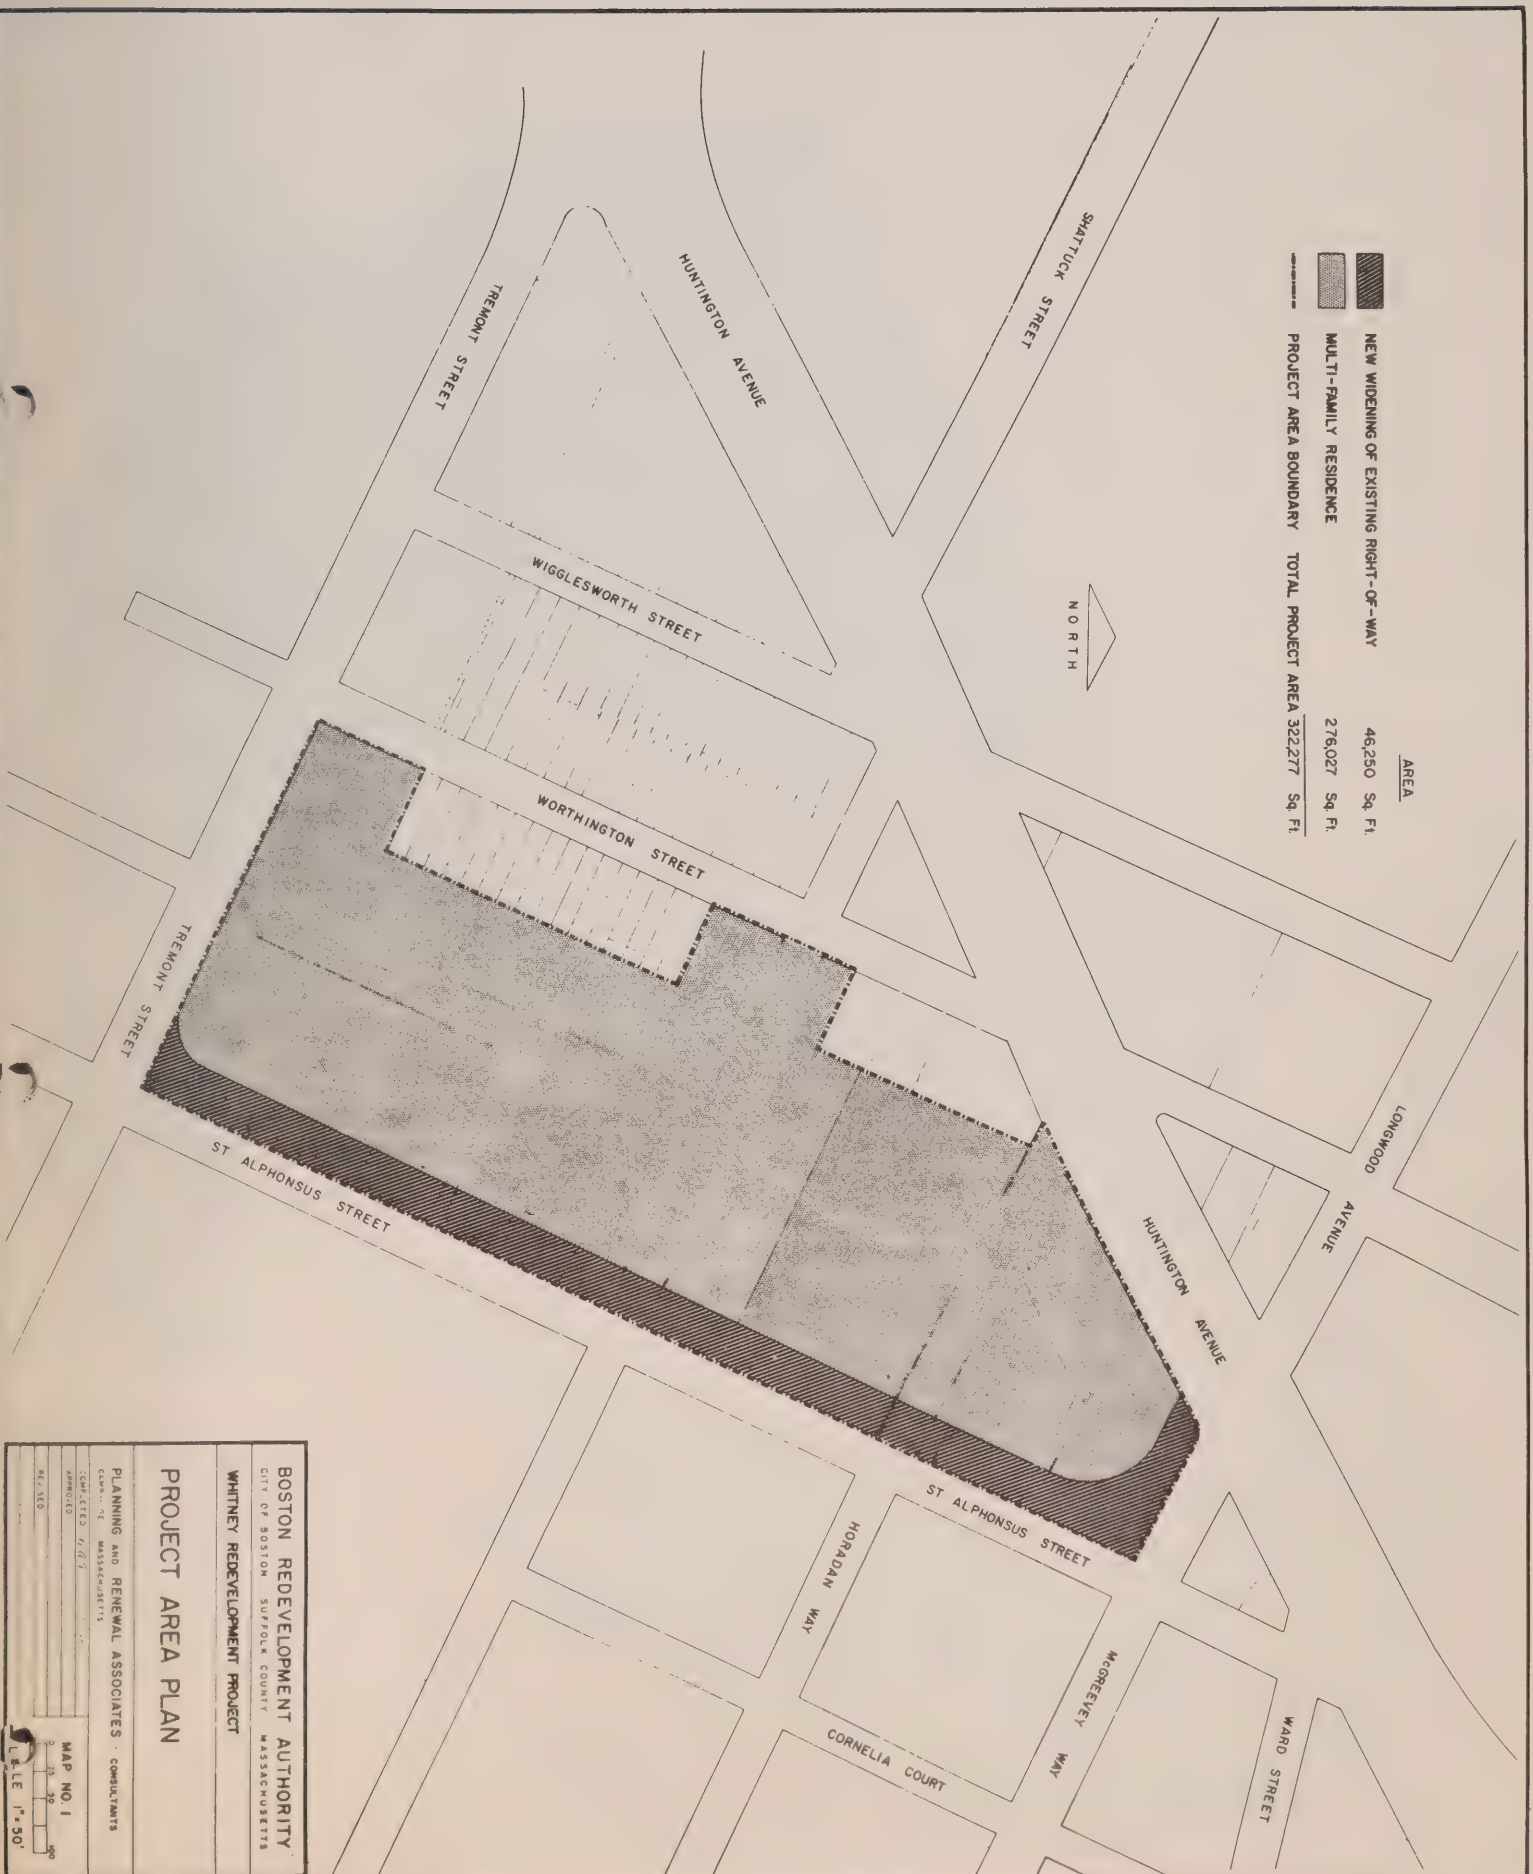 AREA
NEW WIDENING OF EXISTING RIGHT-OF-WAY 46,250 Sq. Ft.
MULTI-FAMILY RESIDENCE 276,027 Sq. Ft.
PROJECT AREA BOUNDARY TOTAL PROJECT AREA 322,277 Sq. Ft.
NORTH
SHATTUCK STREET
HUNTINGTON AVENUE
TREMONT STREET
WIGGLESWORTH STREET
WORTHINGTON STREET
LONGWOOD AVENUE
HUNTINGTON AVENUE
TREMONT STREET
ST ALPHONSUS STREET
ST ALPHONSUS STREET
HORADAN WAY
McGREEVEY WAY
WARD STREET
CORNELIA COURT
BOSTON REDEVELOPMENT AUTHORITY
CITY OF BOSTON SUFFOLK COUNTY MASSACHUSETTS
WHITNEY REDEVELOPMENT PROJECT
PROJECT AREA PLAN
PLANNING AND RENEWAL ASSOCIATES · CONSULTANTS
MASSACHUSETTS
COMPLETED
APPROVED
REVISED
MAP NO. 1
0 25 50 100
1"=50'